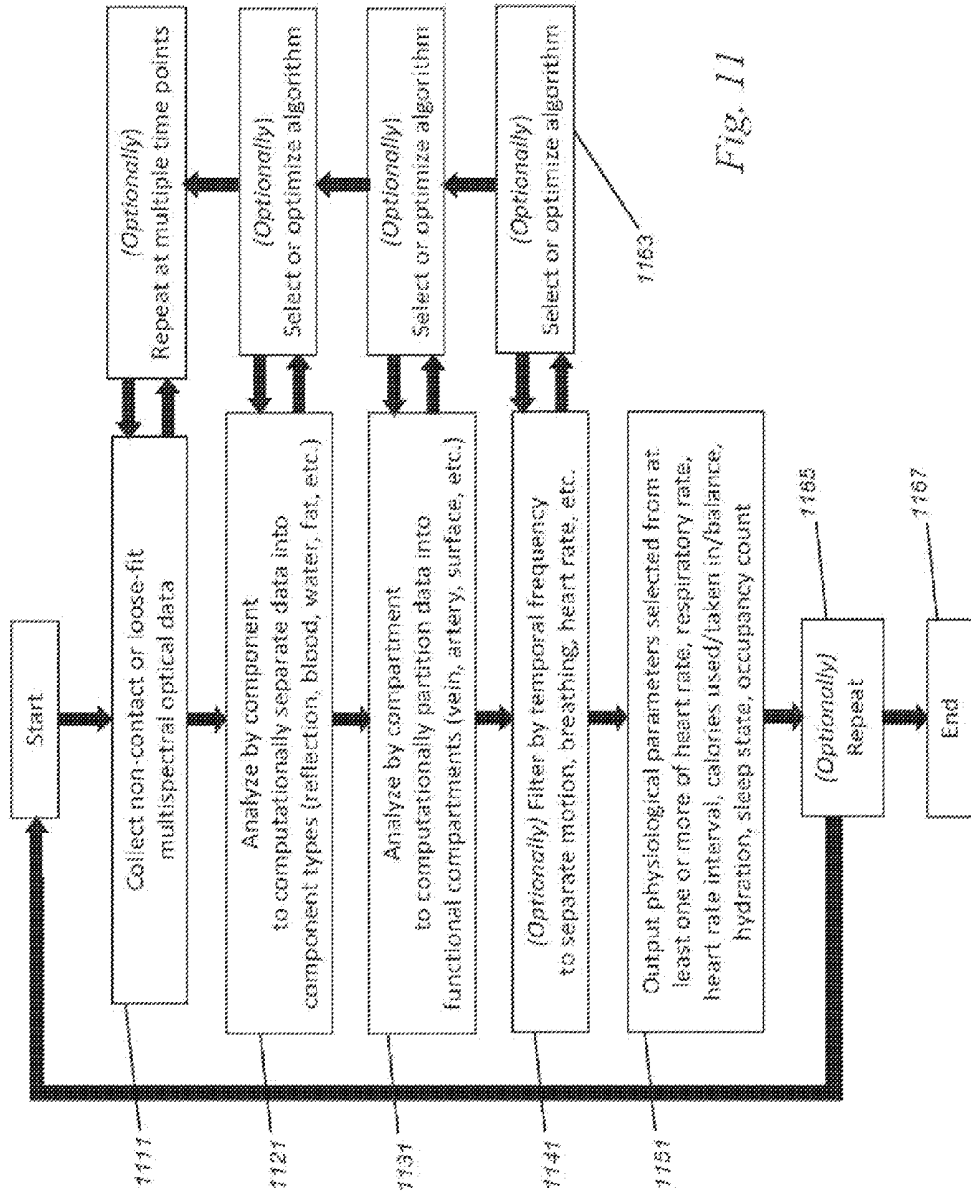 Start
Collect non-contact or loose-fit
multispectral optical data
(Optionally)
Repeat at multiple time points
Analyze by component
to computationally separate data into
component types (reflection, blood, water, fat, etc.)
(Optionally)
Select or optimize algorithm
Analyze by compartment
to computationally partition data into
functional compartments (vein, artery, surface, etc.)
(Optionally)
Select or optimize algorithm
(Optionally) Filter by temporal frequency
to separate motion, breathing, heart rate, etc.
(Optionally)
Select or optimize algorithm
Output physiological parameters selected from at
least one or more of heart rate, respiratory rate,
heart rate interval, calories used/taken in/balance,
hydration, sleep state, occupancy count
(Optionally)
Repeat
End
1111
1121
1131
1141
1151
1163
1165
1167
Fig. 11